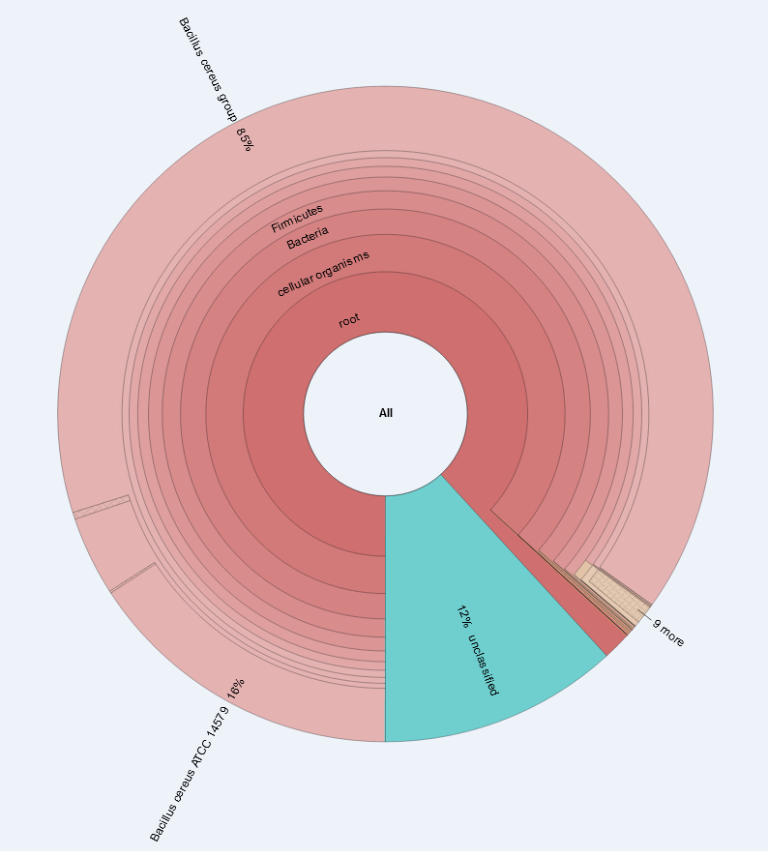 Bacillus cereus group 85%
Firmicutes
Bacteria
cellular organisms
root
All
12% unclassified
9 more
Bacillus cereus ATCC 14579 16%